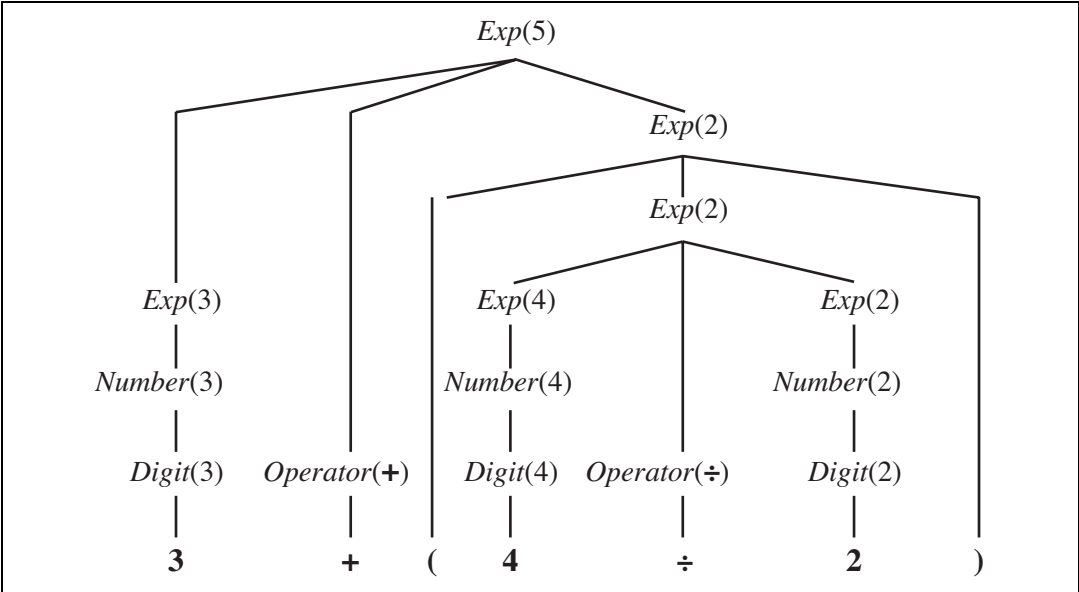 Exp(5)
Exp(2)
Exp(2)
Exp(3) Exp(4) Exp(2)
Number(3) Number(4) Number(2)
Digit(3) Operator(+) Digit(4) Operator(÷) Digit(2)
3 + ( 4 ÷ 2 )